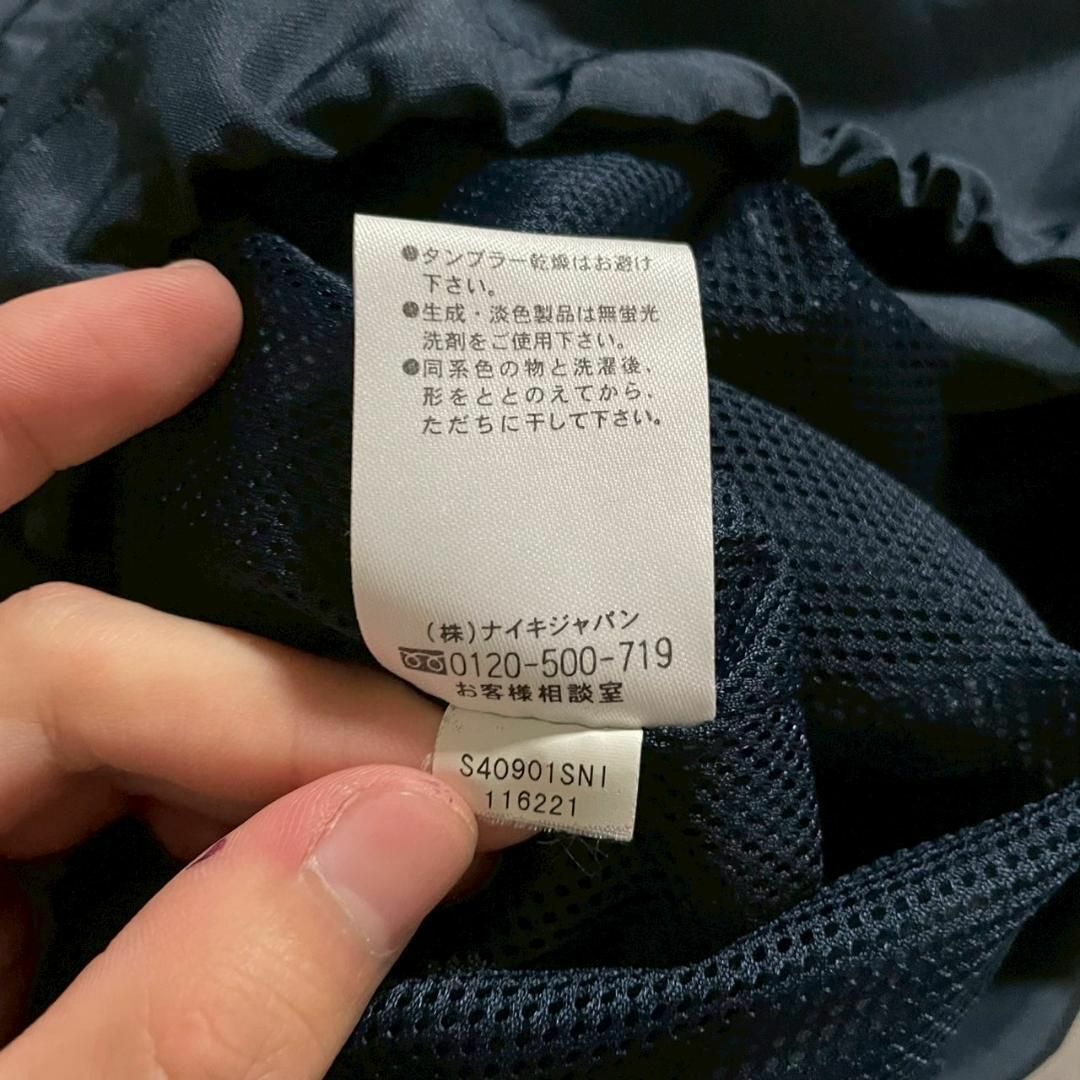 ●タンブラー乾燥はお避け
下さい。
●生成・淡色製品は無蛍光
洗剤をご使用下さい。
●同系色の物と洗濯後、
形をととのえてから、
ただちに干して下さい。
(株)ナイキジャパン
0120-500-719
お客様相談室
S40901SNI
116221